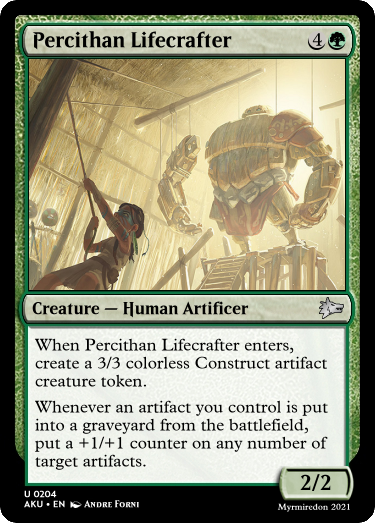 Percithan Lifecrafter 4
Creature — Human Artificer
When Percithan Lifecrafter enters,
create a 3/3 colorless Construct artifact
creature token.
Whenever an artifact you control is put
into a graveyard from the battlefield,
put a +1/+1 counter on any number of
target artifacts.
2/2
U 0204
AKU • EN Andre Forni
Myrmiredon 2021